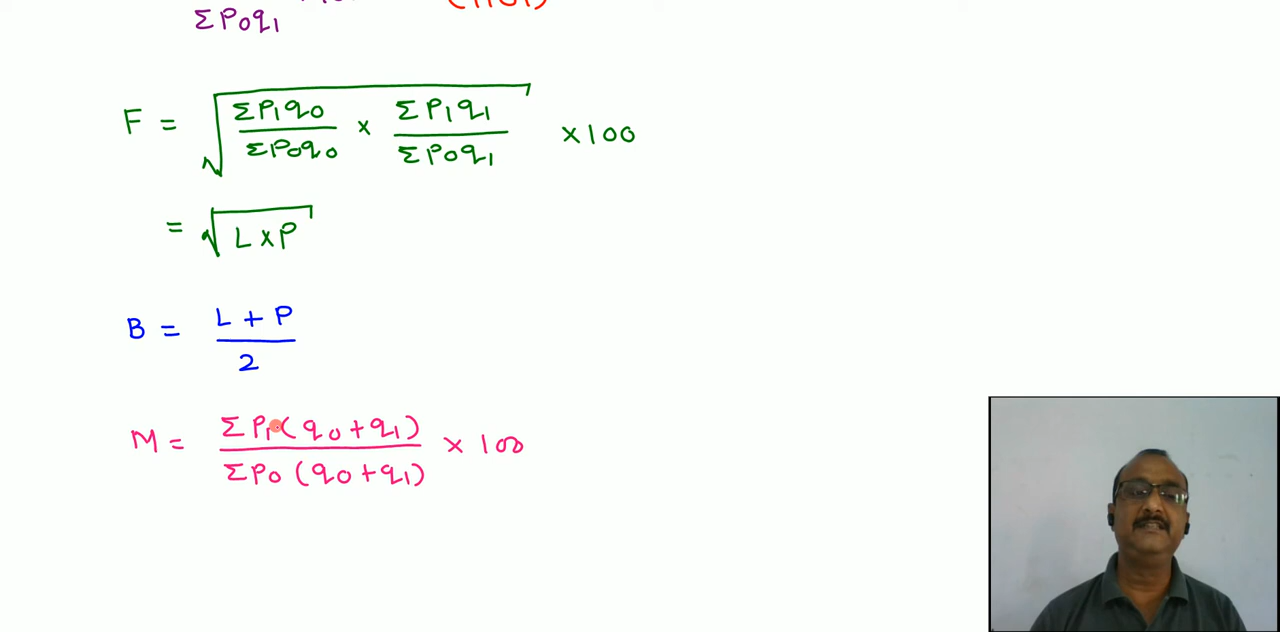 ΣP0q1
F = √(ΣP1q0/ΣP0q0 × ΣP1q1/ΣP0q1) ×100
= √(L×P)
B = (L + P)/2
M = ΣP1(q0+q1)/ΣP0(q0+q1) × 100